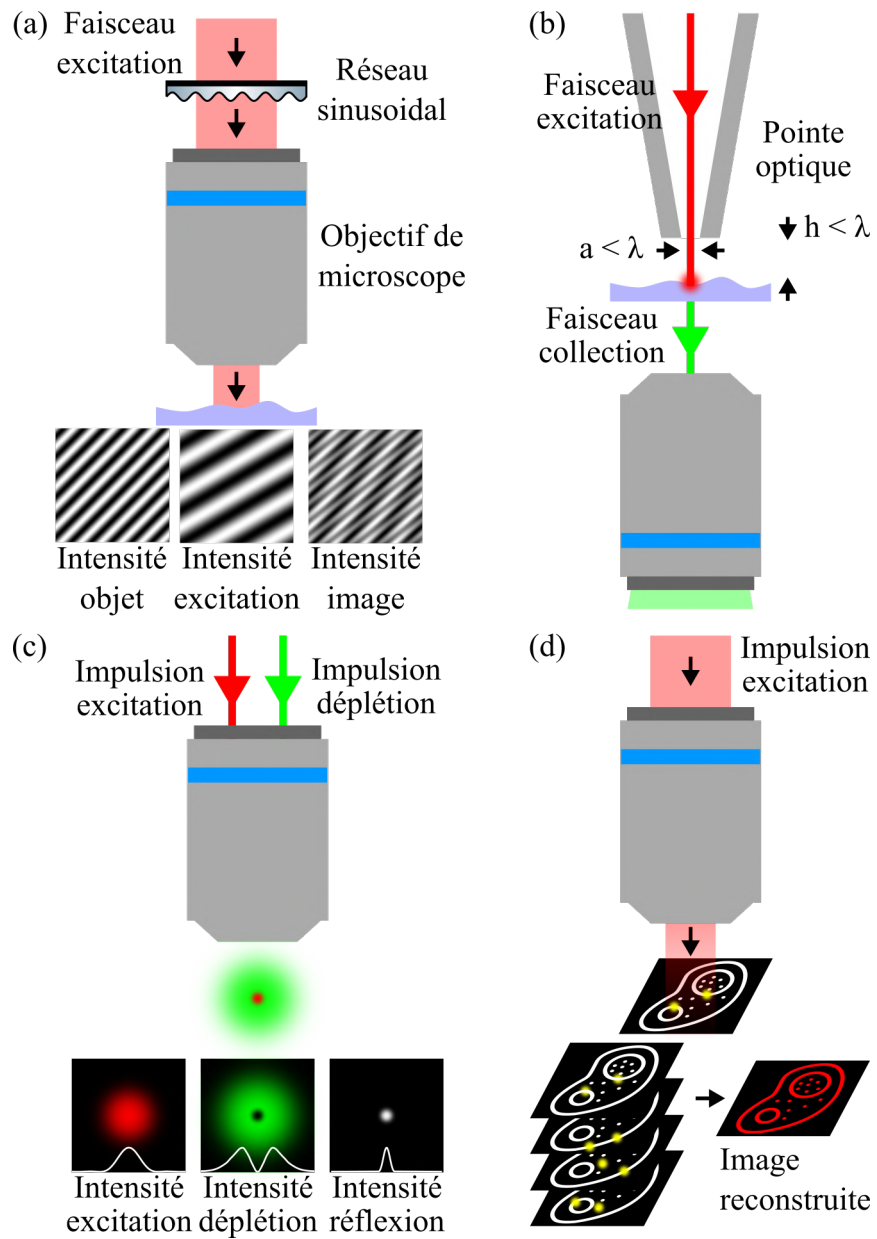 (a)
Faisceau
excitation
Réseau
sinusoidal
Objectif de
microscope
Intensité
objet
Intensité
excitation
Intensité
image
(b)
Faisceau
excitation
Pointe
optique
a < λ
h < λ
Faisceau
collection
(c)
Impulsion
excitation
Impulsion
déplétion
Intensité
excitation
Intensité
déplétion
Intensité
réflexion
(d)
Impulsion
excitation
Image
reconstruite